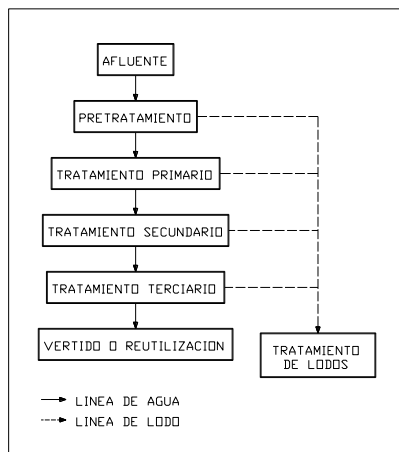 AFLUENTE
PRETRATAMIENTO
TRATAMIENTO PRIMARIO
TRATAMIENTO SECUNDARIO
TRATAMIENTO TERCIARIO
VERTIDO O REUTILIZACION
TRATAMIENTO
DE LODOS
LINEA DE AGUA
LINEA DE LODO